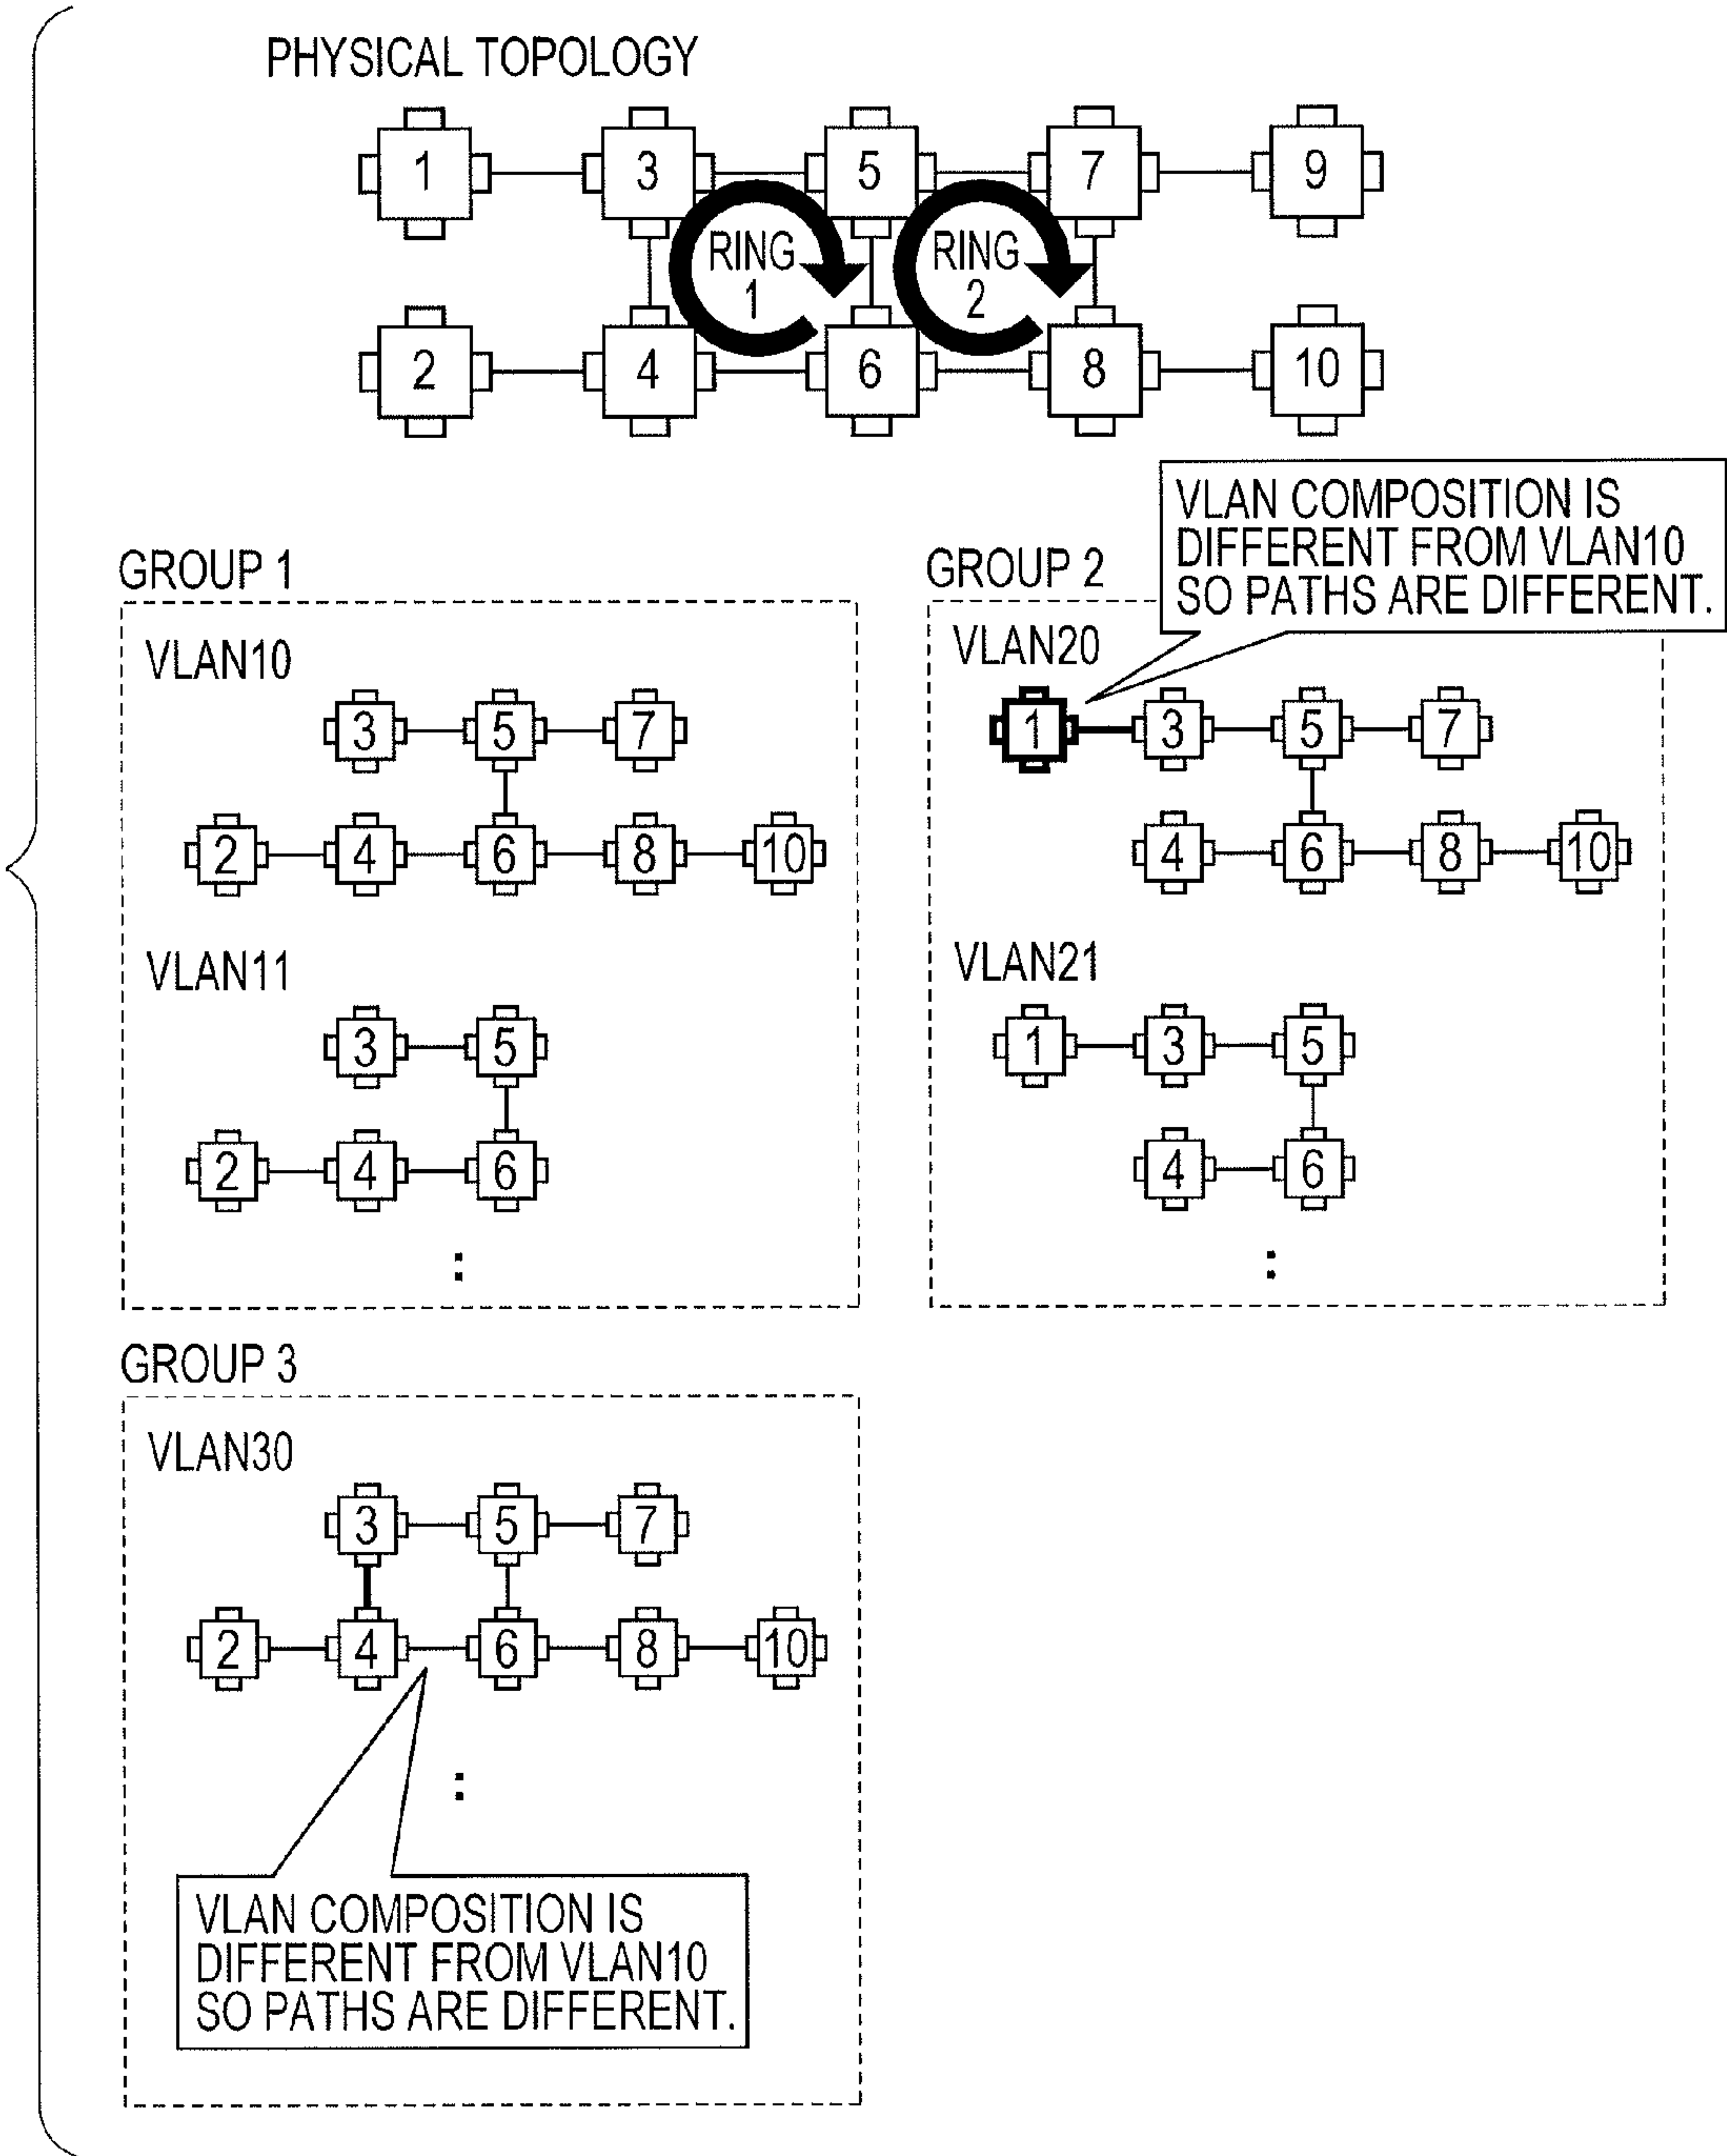 PHYSICAL TOPOLOGY
1 3 5 7 9
RING 1
RING 2
2 4 6 8 10
GROUP 1
VLAN10
3 5 7
2 4 6 8 10
VLAN11
3 5
2 4 6
:
GROUP 2
VLAN COMPOSITION IS
DIFFERENT FROM VLAN10
SO PATHS ARE DIFFERENT.
VLAN20
1 3 5 7
4 6 8 10
VLAN21
1 3 5
4 6
:
GROUP 3
VLAN30
3 5 7
2 4 6 8 10
:
VLAN COMPOSITION IS
DIFFERENT FROM VLAN10
SO PATHS ARE DIFFERENT.